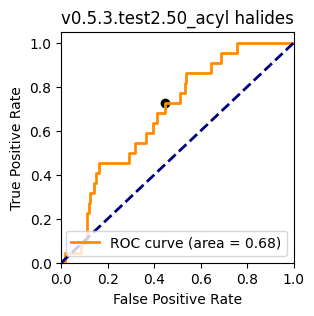 v0.5.3.test2.50_acyl halides
True Positive Rate
1.0
0.8
0.6
0.4
0.2
0.0
ROC curve (area = 0.68)
0.0 0.2 0.4 0.6 0.8 1.0
False Positive Rate